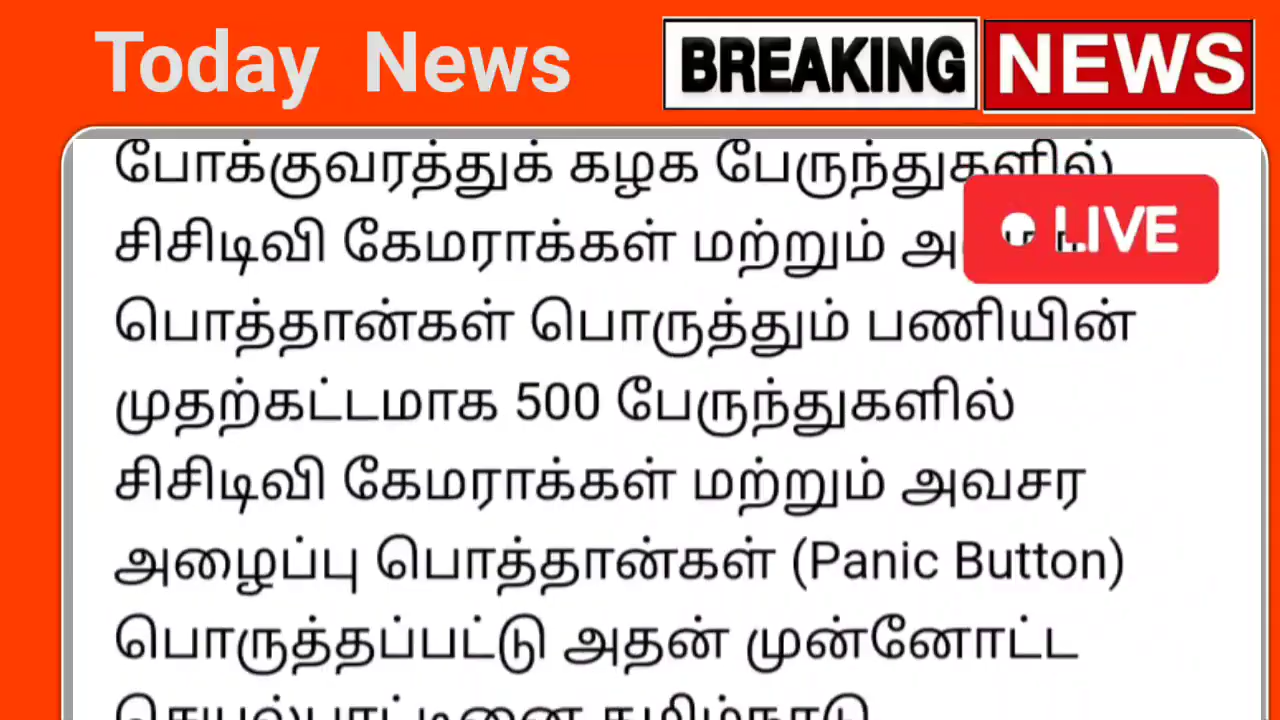 Today News
BREAKING NEWS
போக்குவரத்துக் கழக பேருந்துகளில்
LIVE
சிசிடிவி கேமராக்கள் மற்றும்
பொத்தான்கள் பொருத்தும் பணியின்
முதற்கட்டமாக 500 பேருந்துகளில்
சிசிடிவி கேமராக்கள் மற்றும் அவசர
அழைப்பு பொத்தான்கள் (Panic Button)
பொருத்தப்பட்டு அதன் முன்னோட்ட